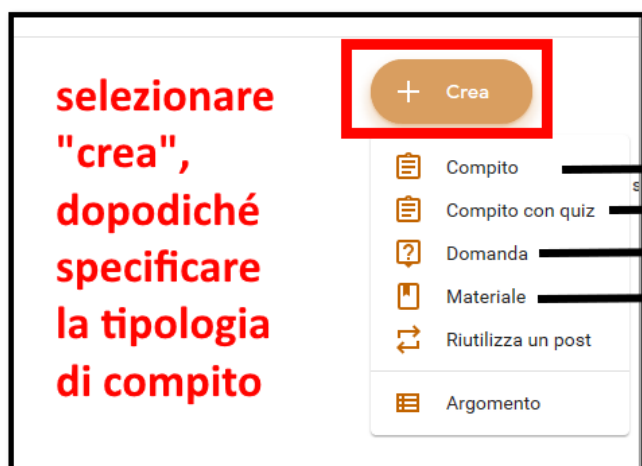 selezionare
"crea",
dopodiché
specificare
la tipologia
di compito
+ Crea
Compito
Compito con quiz
Domanda
Materiale
Riutilizza un post
Argomento